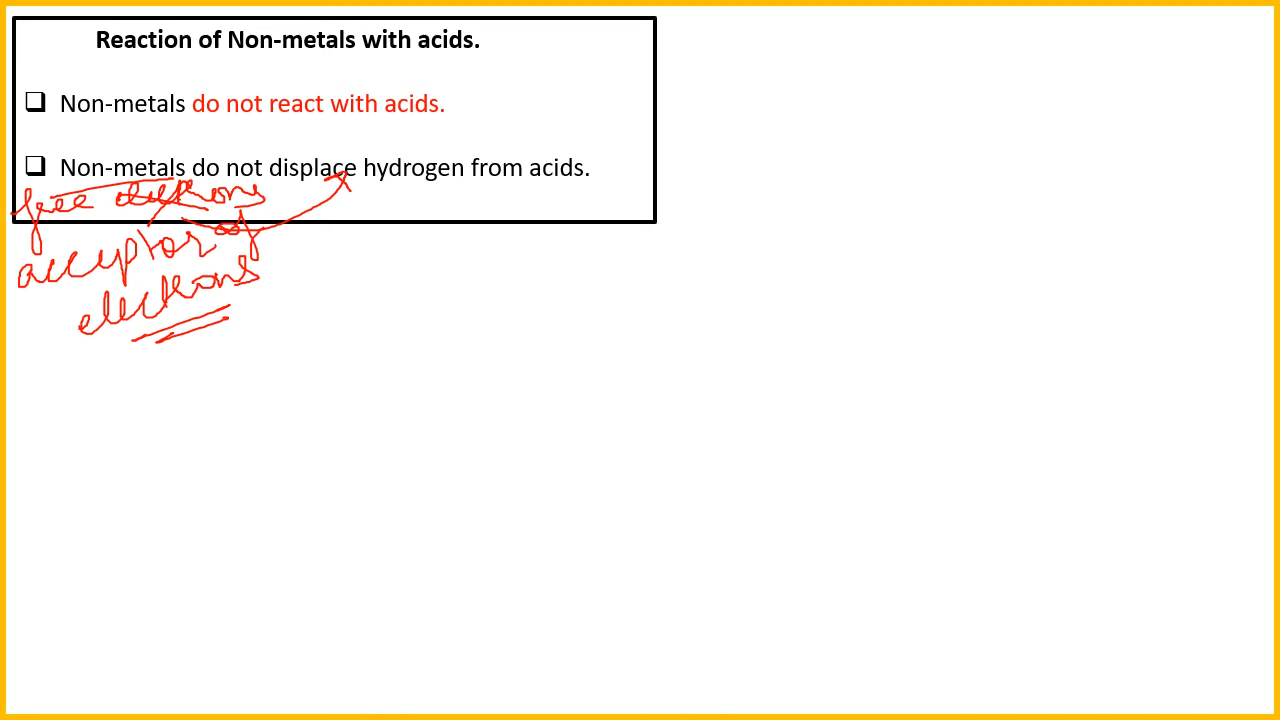 Reaction of Non-metals with acids.
❑ Non-metals do not react with acids.
❑ Non-metals do not displace hydrogen from acids.
free electrons
acceptor of
electrons